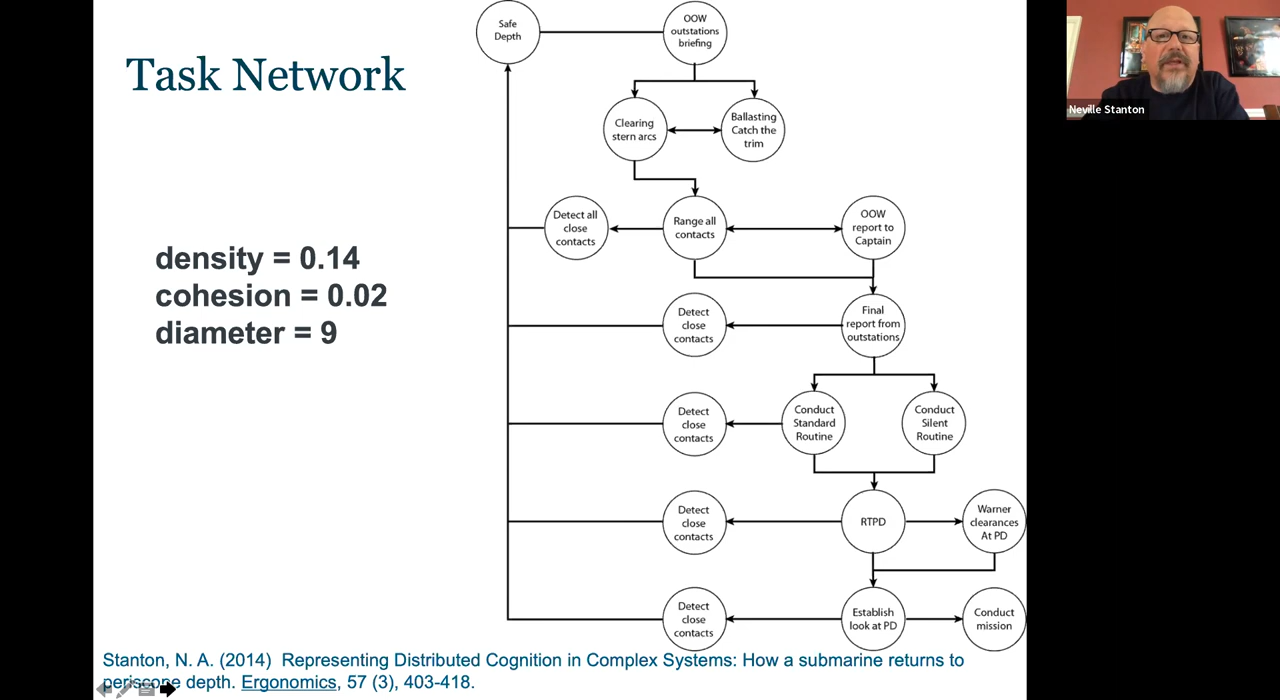 Task Network
density = 0.14
cohesion = 0.02
diameter = 9
Safe
Depth
OOW
outstations
briefing
Clearing
stern arcs
Ballasting
Catch the
trim
Detect all
close
contacts
Range all
contacts
OOW
report to
Captain
Detect
close
contacts
Final
report from
outstations
Detect
close
contacts
Conduct
Standard
Routine
Conduct
Silent
Routine
Detect
close
contacts
RTPD
Warner
clearances
At PD
Detect
close
contacts
Establish
look at PD
Conduct
mission
Stanton, N. A. (2014) Representing Distributed Cognition in Complex Systems: How a submarine returns to
periscope depth. Ergonomics, 57 (3), 403-418.
Neville Stanton